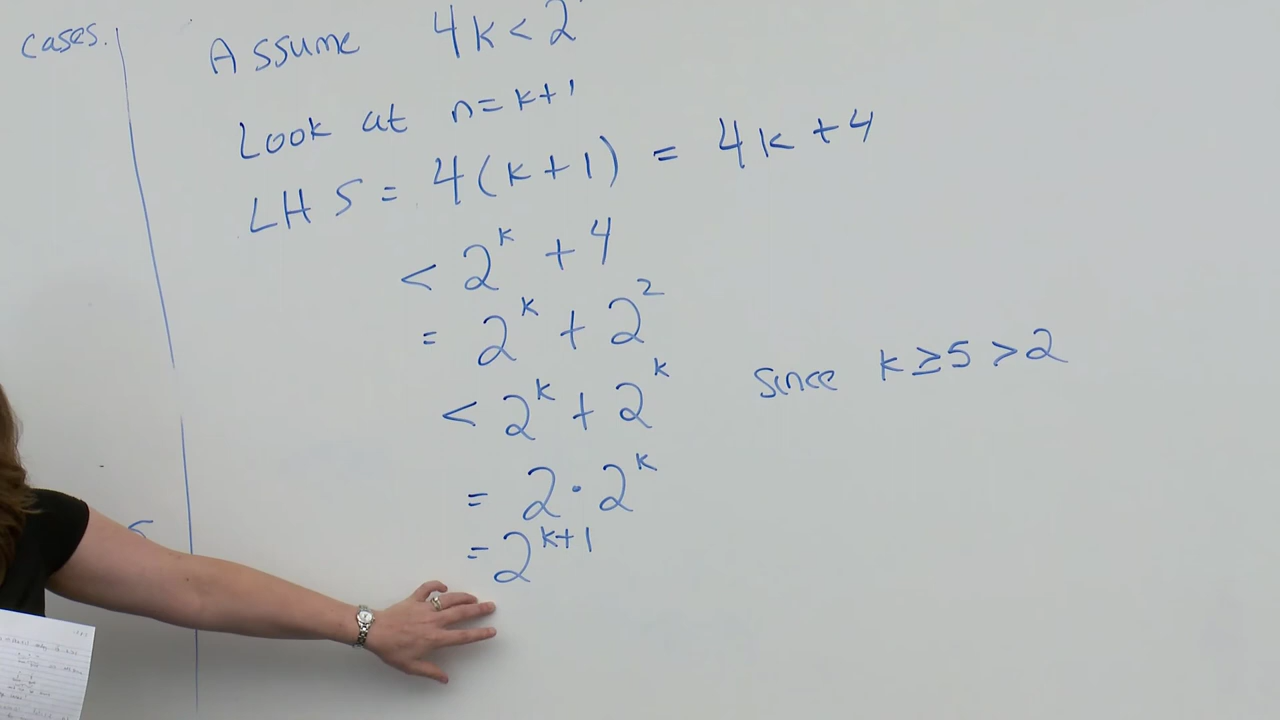 cases.
Assume 4k < 2
Look at n = k+1
LHS = 4(k+1) = 4k+4
< 2^k + 4
= 2^k + 2^2
< 2^k + 2^k since k ≥ 5 > 2
= 2 · 2^k
= 2^{k+1}